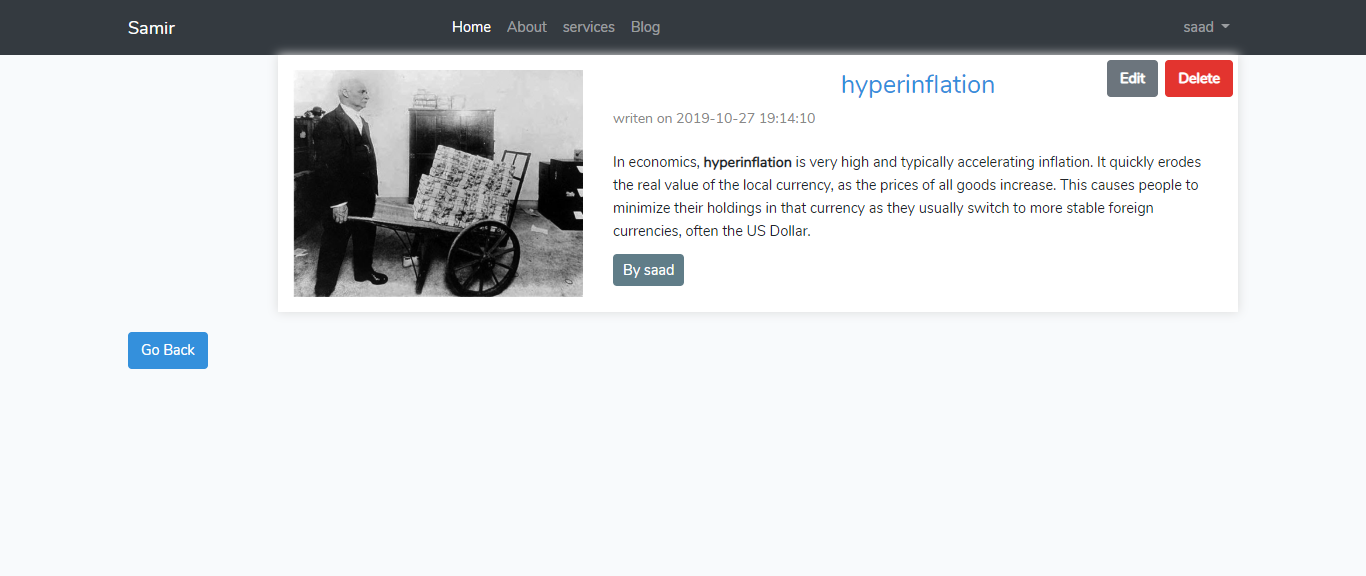 Samir
Home About services Blog
saad
hyperinflation
Edit Delete
writen on 2019-10-27 19:14:10
In economics, hyperinflation is very high and typically accelerating inflation. It quickly erodes
the real value of the local currency, as the prices of all goods increase. This causes people to
minimize their holdings in that currency as they usually switch to more stable foreign
currencies, often the US Dollar.
By saad
Go Back